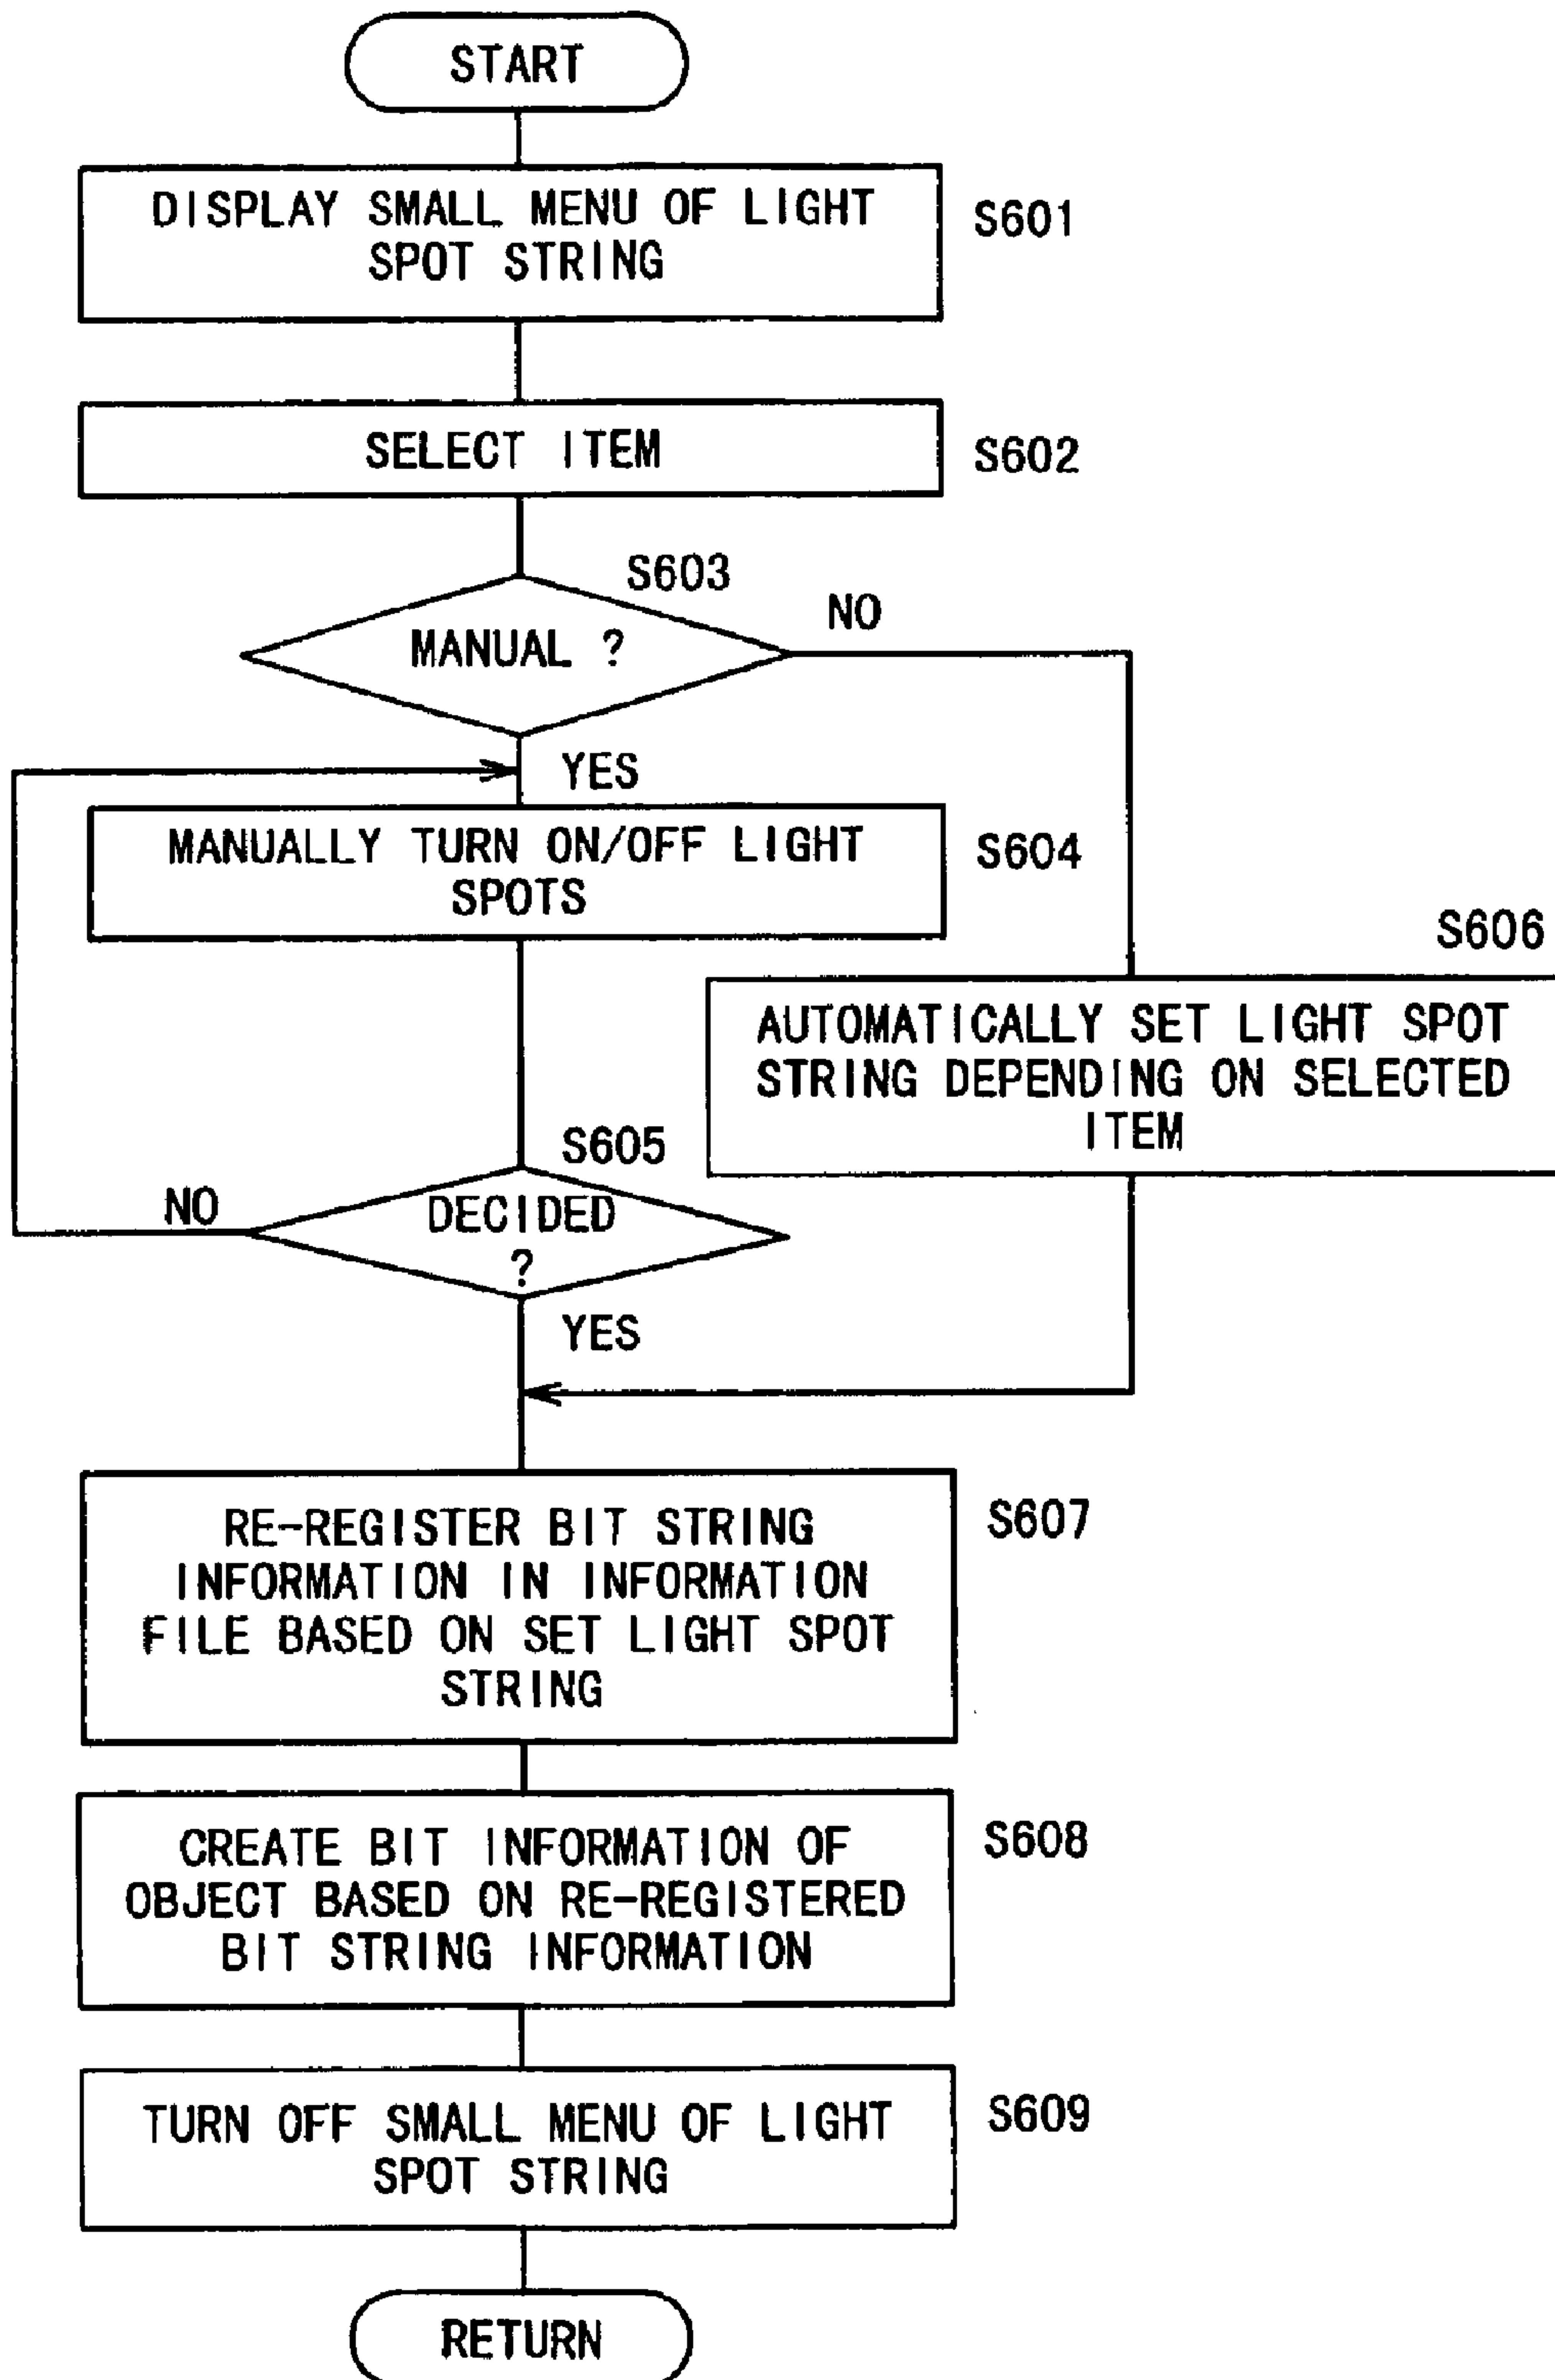 START
DISPLAY SMALL MENU OF LIGHT
SPOT STRING
S601
SELECT ITEM
S602
S603
MANUAL ?
NO
YES
MANUALLY TURN ON/OFF LIGHT
SPOTS
S604
S606
AUTOMATICALLY SET LIGHT SPOT
STRING DEPENDING ON SELECTED
ITEM
S605
DECIDED
?
NO
YES
RE-REGISTER BIT STRING
INFORMATION IN INFORMATION
FILE BASED ON SET LIGHT SPOT
STRING
S607
CREATE BIT INFORMATION OF
OBJECT BASED ON RE-REGISTERED
BIT STRING INFORMATION
S608
TURN OFF SMALL MENU OF LIGHT
SPOT STRING
S609
RETURN